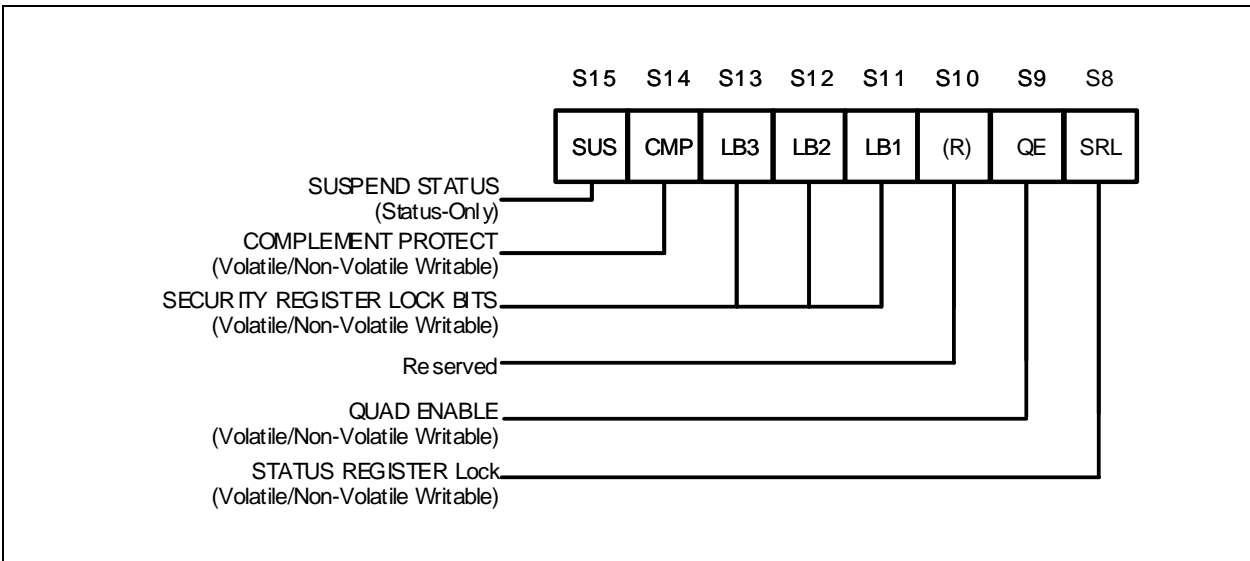 S15 S14 S13 S12 S11 S10 S9 S8
SUS CMP LB3 LB2 LB1 (R) QE SRL
SUSPEND STATUS
(Status-Only)
COMPLEMENT PROTECT
(Volatile/Non-Volatile Writable)
SECURITY REGISTER LOCK BITS
(Volatile/Non-Volatile Writable)
Reserved
QUAD ENABLE
(Volatile/Non-Volatile Writable)
STATUS REGISTER Lock
(Volatile/Non-Volatile Writable)